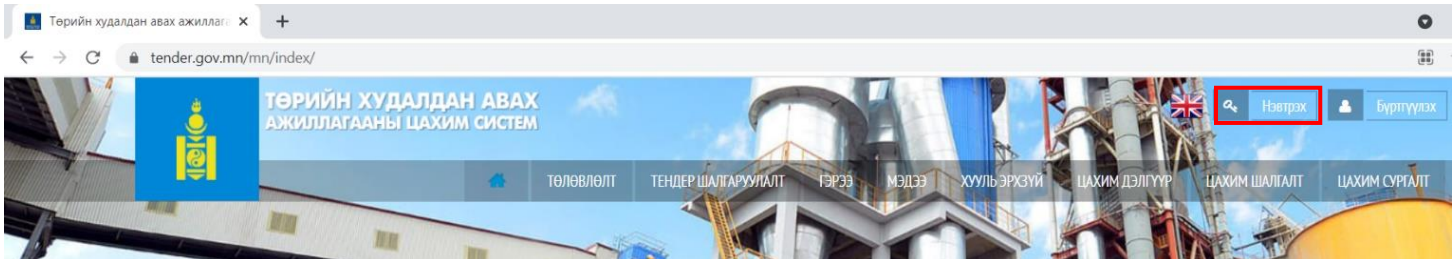 Төрийн худалдан авах ажиллага
tender.gov.mn/mn/index/
ТӨРИЙН ХУДАЛДАН АВАХ
АЖИЛЛАГААНЫ ЦАХИМ СИСТЕМ
Нэвтрэх
Бүртгүүлэх
ТӨЛӨВЛӨЛТ ТЕНДЕР ШАЛГАРУУЛАЛТ ГЭРЭЭ МЭДЭЭ ХУУЛЬ ЭРХЗҮЙ ЦАХИМ ДЭЛГҮҮР ЦАХИМ ШАЛГАЛТ ЦАХИМ СУРГАЛТ